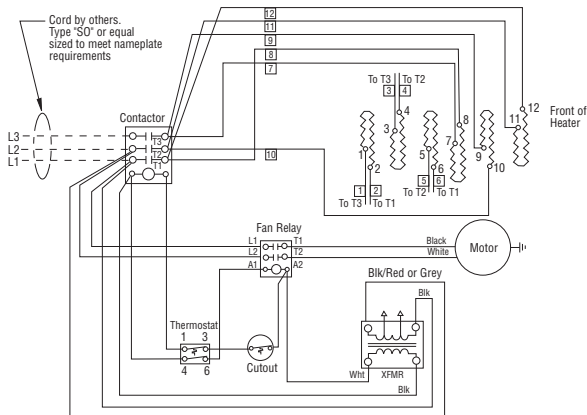 Cord by others.
Type "SO" or equal
sized to meet nameplate
requirements
12
11
9
8
7
To T3 To T2
3 4
Contactor
L3
L2
L1
T3
T2
T1
10
1
2
3
4
5
6
7
8
9
10
11
12
Front of
Heater
1 2
To T3 To T1
5 6
To T2 To T1
Fan Relay
L1 T1
L2 T2
A1 A2
Black
White
Motor
Blk/Red or Grey
Blk
Thermostat
1 3
4 6
Cutout
Wht
XFMR
Blk